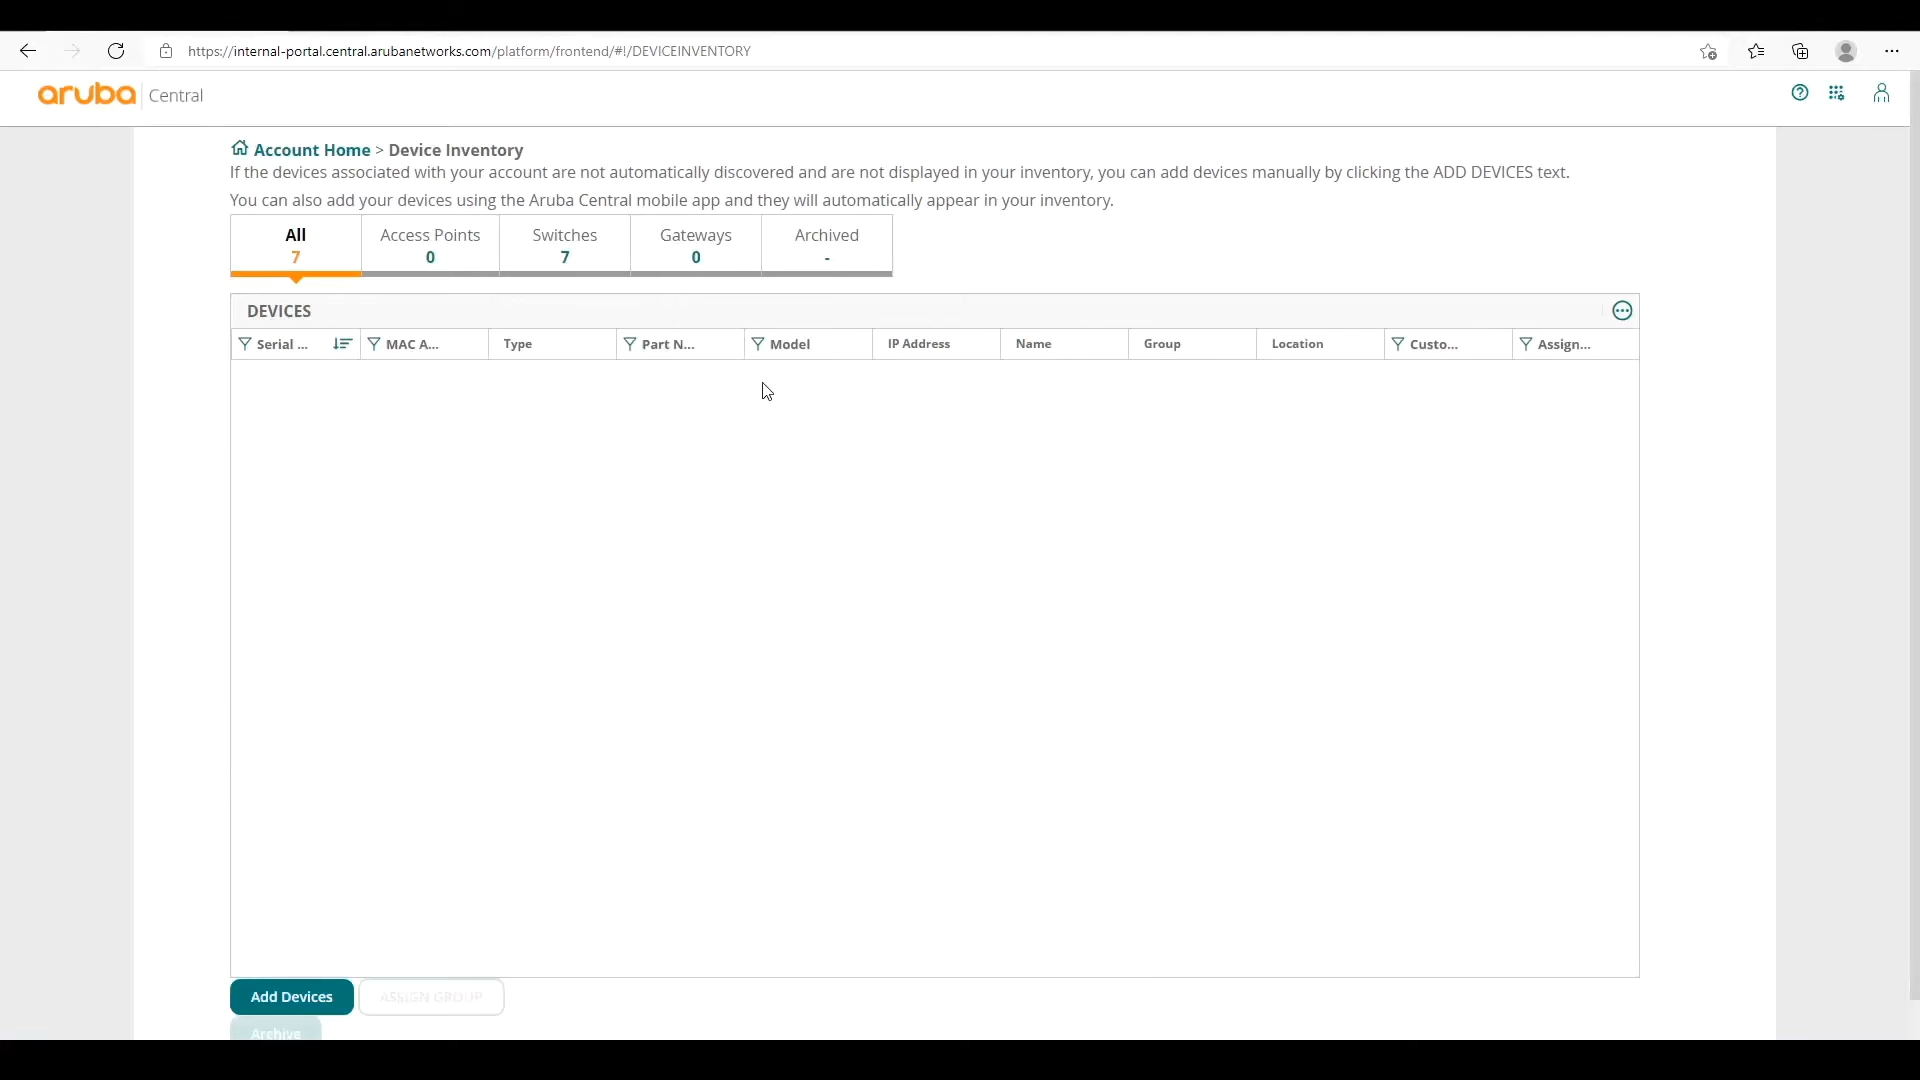 https://internal-portal.central.arubanetworks.com/platform/frontend/#!/DEVICEINVENTORY
aruba Central
Account Home > Device Inventory
If the devices associated with your account are not automatically discovered and are not displayed in your inventory, you can add devices manually by clicking the ADD DEVICES text.
You can also add your devices using the Aruba Central mobile app and they will automatically appear in your inventory.
All Access Points Switches Gateways Archived
7 0 7 0 -
DEVICES
Serial ... MAC A... Type Part N... Model IP Address Name Group Location Custo... Assign...
Add Devices ASSIGN GROUP
Archive